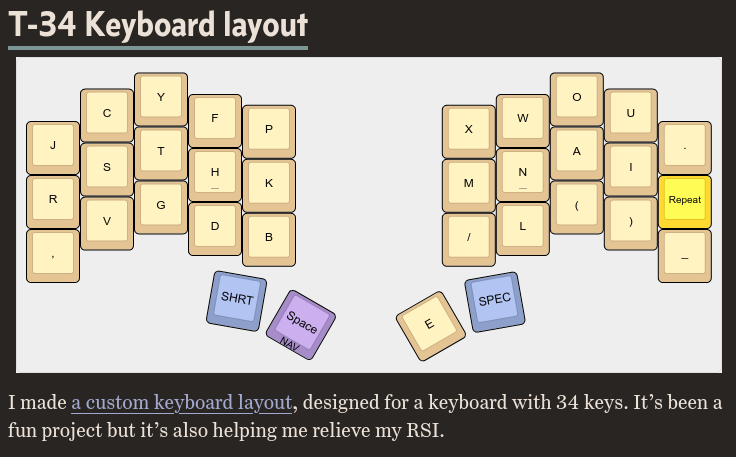 T-34 Keyboard layout
J C Y F P X W O U .
R S T H _ K M N _ A I Repeat
, V G D B / L ( ) _
SHRT Space NAV E SPEC
I made a custom keyboard layout, designed for a keyboard with 34 keys. It’s been a
fun project but it’s also helping me relieve my RSI.